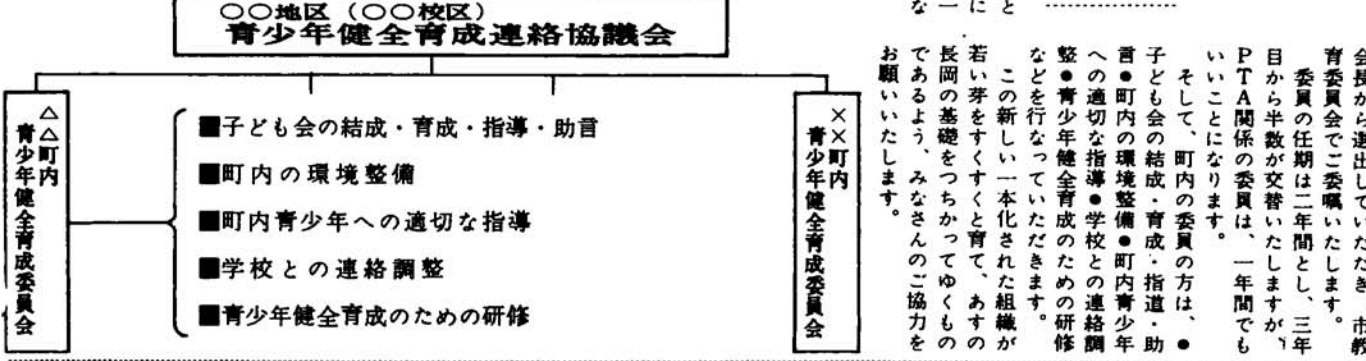 ○○地区（○○校区）
青少年健全育成連絡協議会
△△町内
青少年健全育成委員会
■子ども会の結成・育成・指導・助言
■町内の環境整備
■町内青少年への適切な指導
■学校との連絡調整
■青少年健全育成のための研修
××町内
青少年健全育成委員会
と
に
一
な
会長から選出していただき 市教
育委員会でご委嘱いたします。
委員の任期は二年間とし、三年
目から半数が交替いたしますが、
ＰＴＡ関係の委員は、一年間でも
いいことになります。
そして、町内の委員の方は、●
子ども会の結成・育成・指道・助
言●町内の環境整備●町内青少年
への適切な指導●学校との連絡調
整●青少年健全育成のための研修
などを行なっていただきます。
この新しい一本化された組織が
若い芽をすくすくと育て、あすの
長岡の基礎をつちかってゆくもの
であるよう、みなさんのご協力を
お願いいたします。